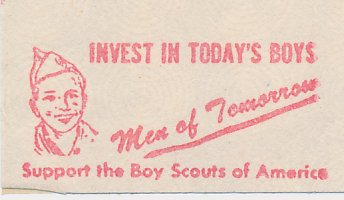 INVEST IN TODAY'S BOYS
Men of Tomorrow
Support the Boy Scouts of America